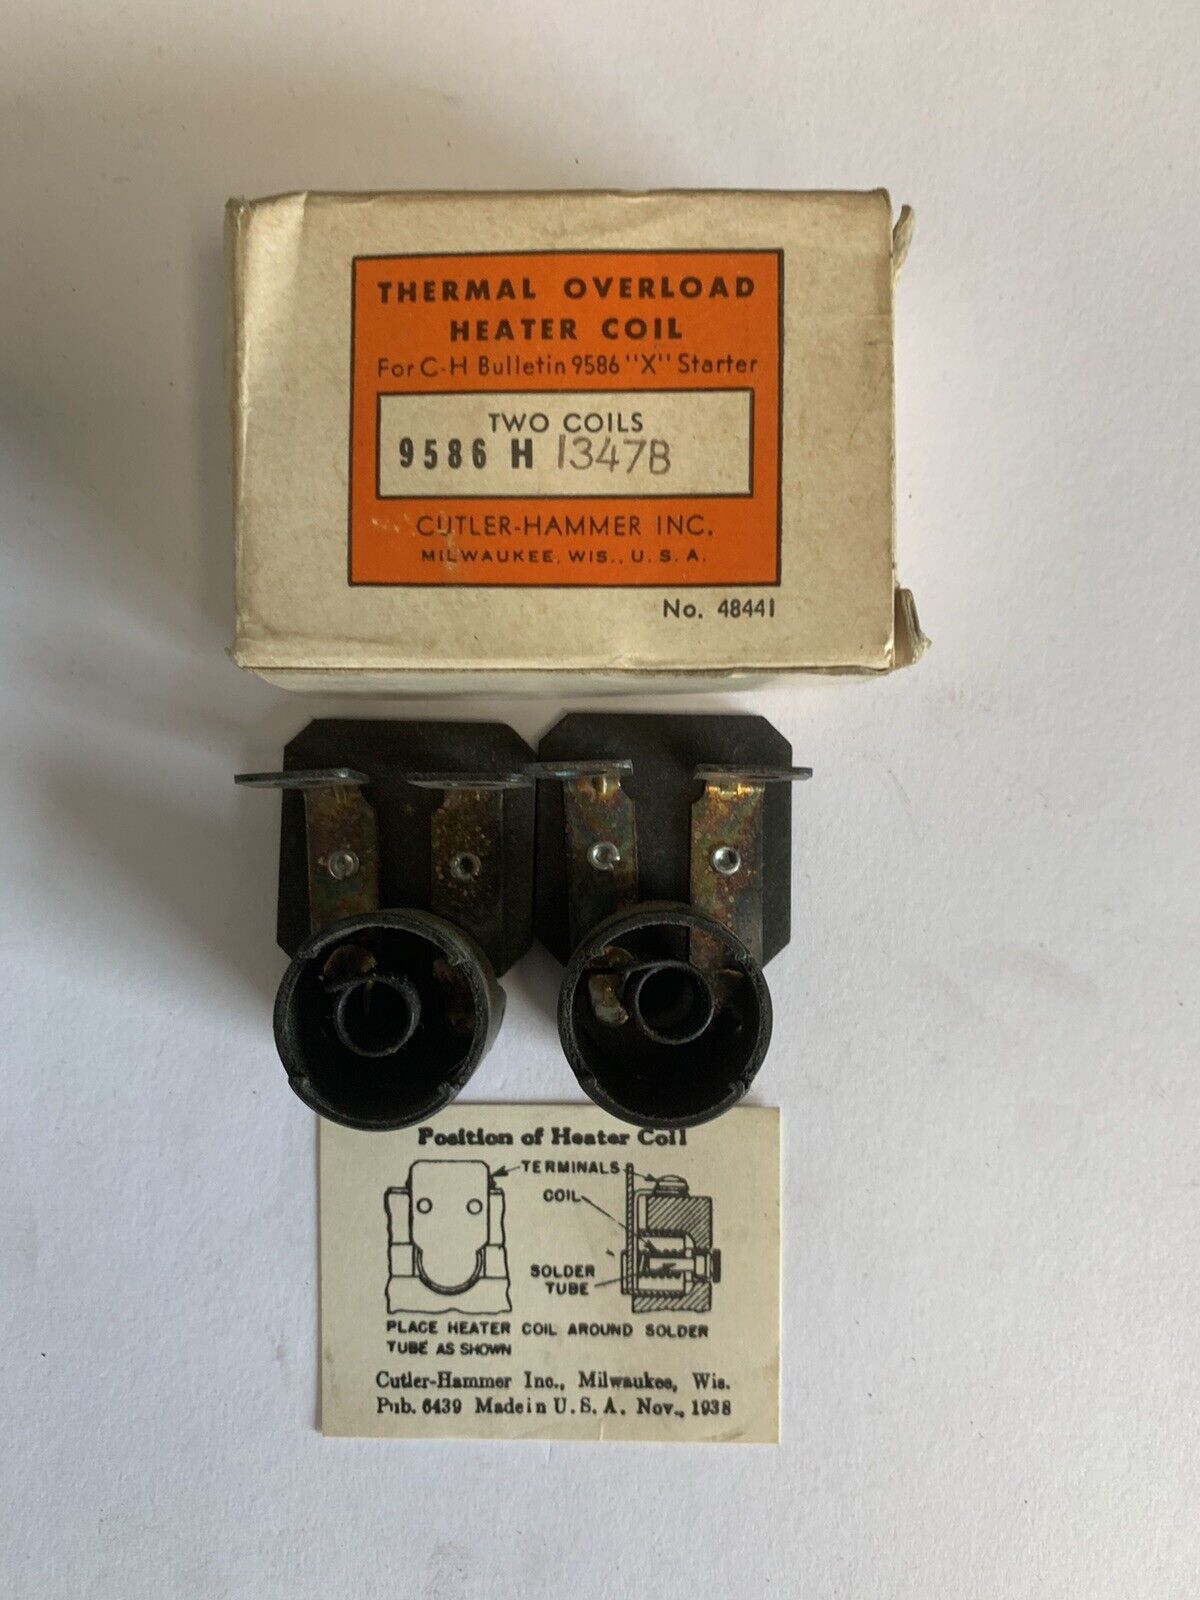 THERMAL OVERLOAD
HEATER COIL
For C-H Bulletin 9586 "X" Starter
TWO COILS
9586 H 1347B
CUTLER-HAMMER INC.
MILWAUKEE, WIS., U. S. A.
No. 48441
Position of Heater Coil
TERMINALS
COIL
SOLDER
TUBE
PLACE HEATER COIL AROUND SOLDER
TUBE AS SHOWN
Cutler-Hammer Inc., Milwaukee, Wis.
Pub. 6439 Made in U. S. A. Nov., 1938